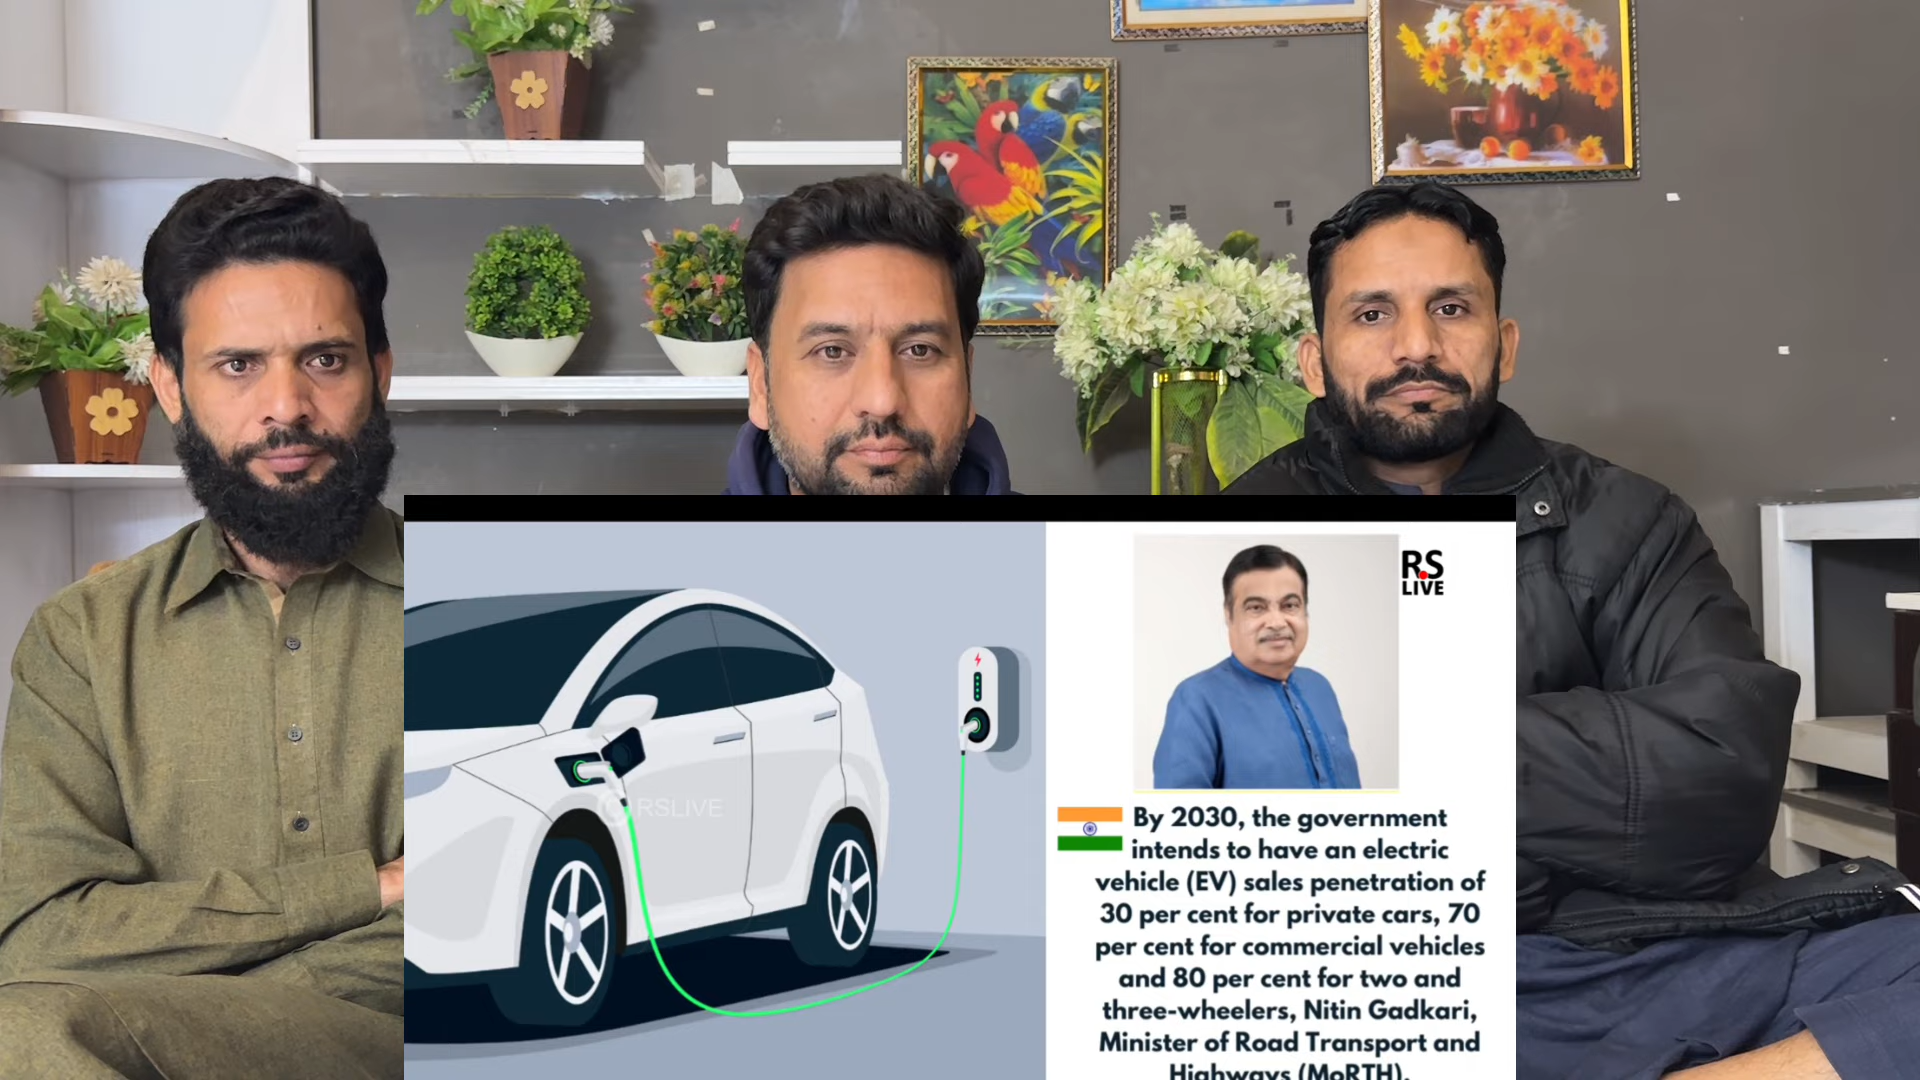 R.S
LIVE
RSLIVE
By 2030, the government
intends to have an electric
vehicle (EV) sales penetration of
30 per cent for private cars, 70
per cent for commercial vehicles
and 80 per cent for two and
three-wheelers, Nitin Gadkari,
Minister of Road Transport and
Highways (MoRTH).